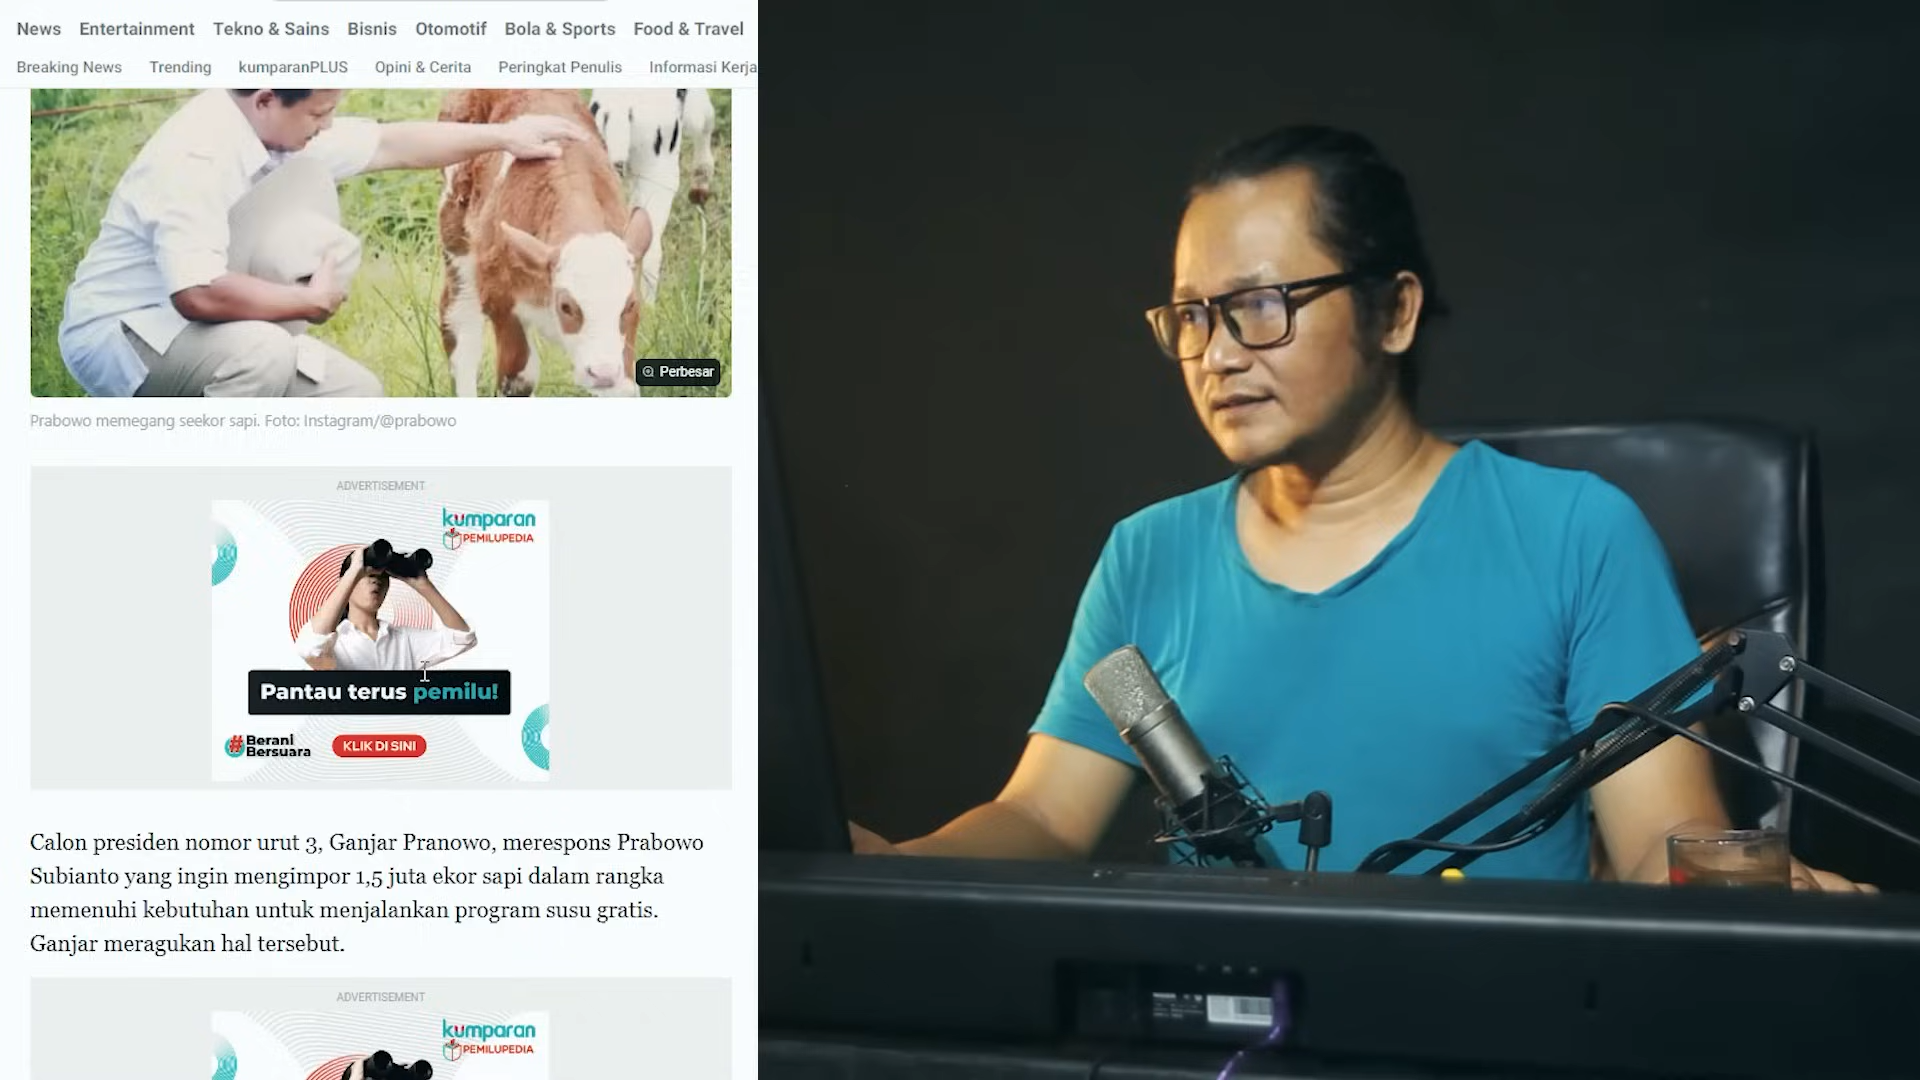 News Entertainment Tekno & Sains Bisnis Otomotif Bola & Sports Food & Travel
Breaking News Trending kumparanPLUS Opini & Cerita Peringkat Penulis Informasi Kerja
Perbesar
Prabowo memegang seekor sapi. Foto: Instagram/@prabowo
ADVERTISEMENT
kumparan
PEMILUPEDIA
Pantau terus pemilu!
#Berani
Bersuara
KLIK DI SINI
Calon presiden nomor urut 3, Ganjar Pranowo, merespons Prabowo
Subianto yang ingin mengimpor 1,5 juta ekor sapi dalam rangka
memenuhi kebutuhan untuk menjalankan program susu gratis.
Ganjar meragukan hal tersebut.
ADVERTISEMENT
kumparan
PEMILUPEDIA